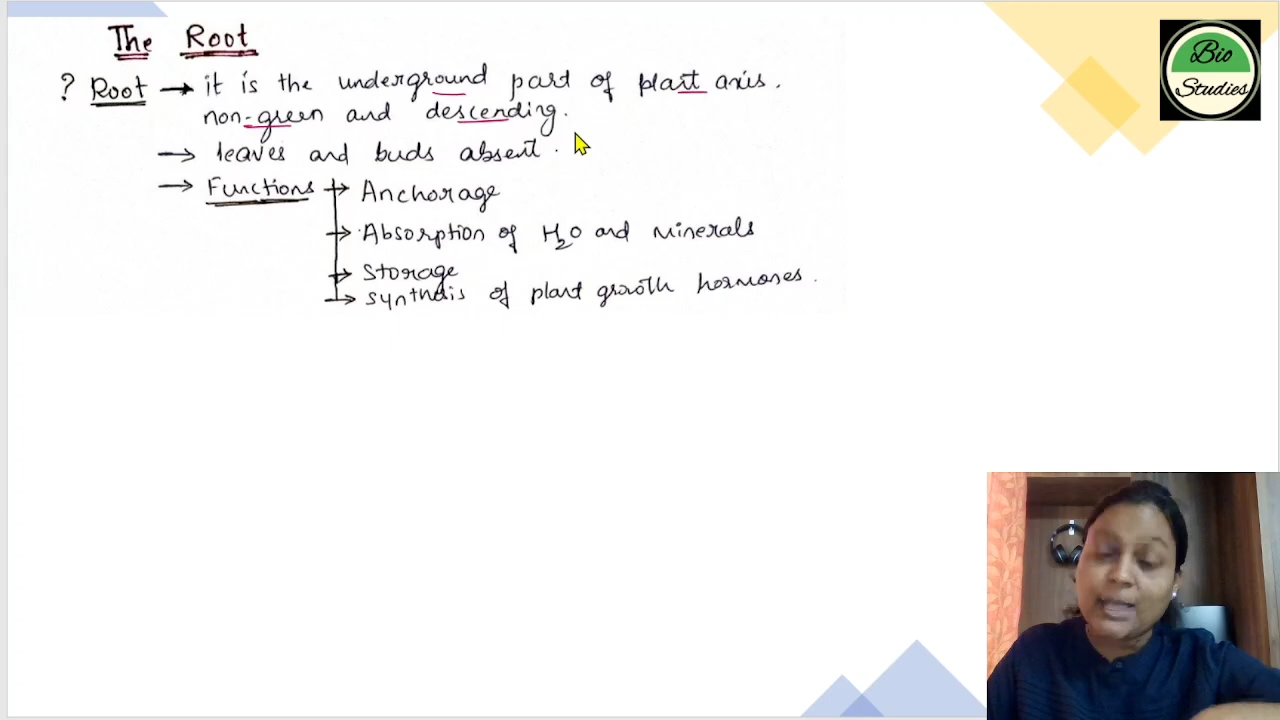 The Root
? Root → it is the underground part of plant axis.
non-green and descending.
→ leaves and buds absent.
→ Functions → Anchorage
→ Absorption of H₂O and minerals
→ Storage
→ synthesis of plant growth hormones.
Bio
Studies